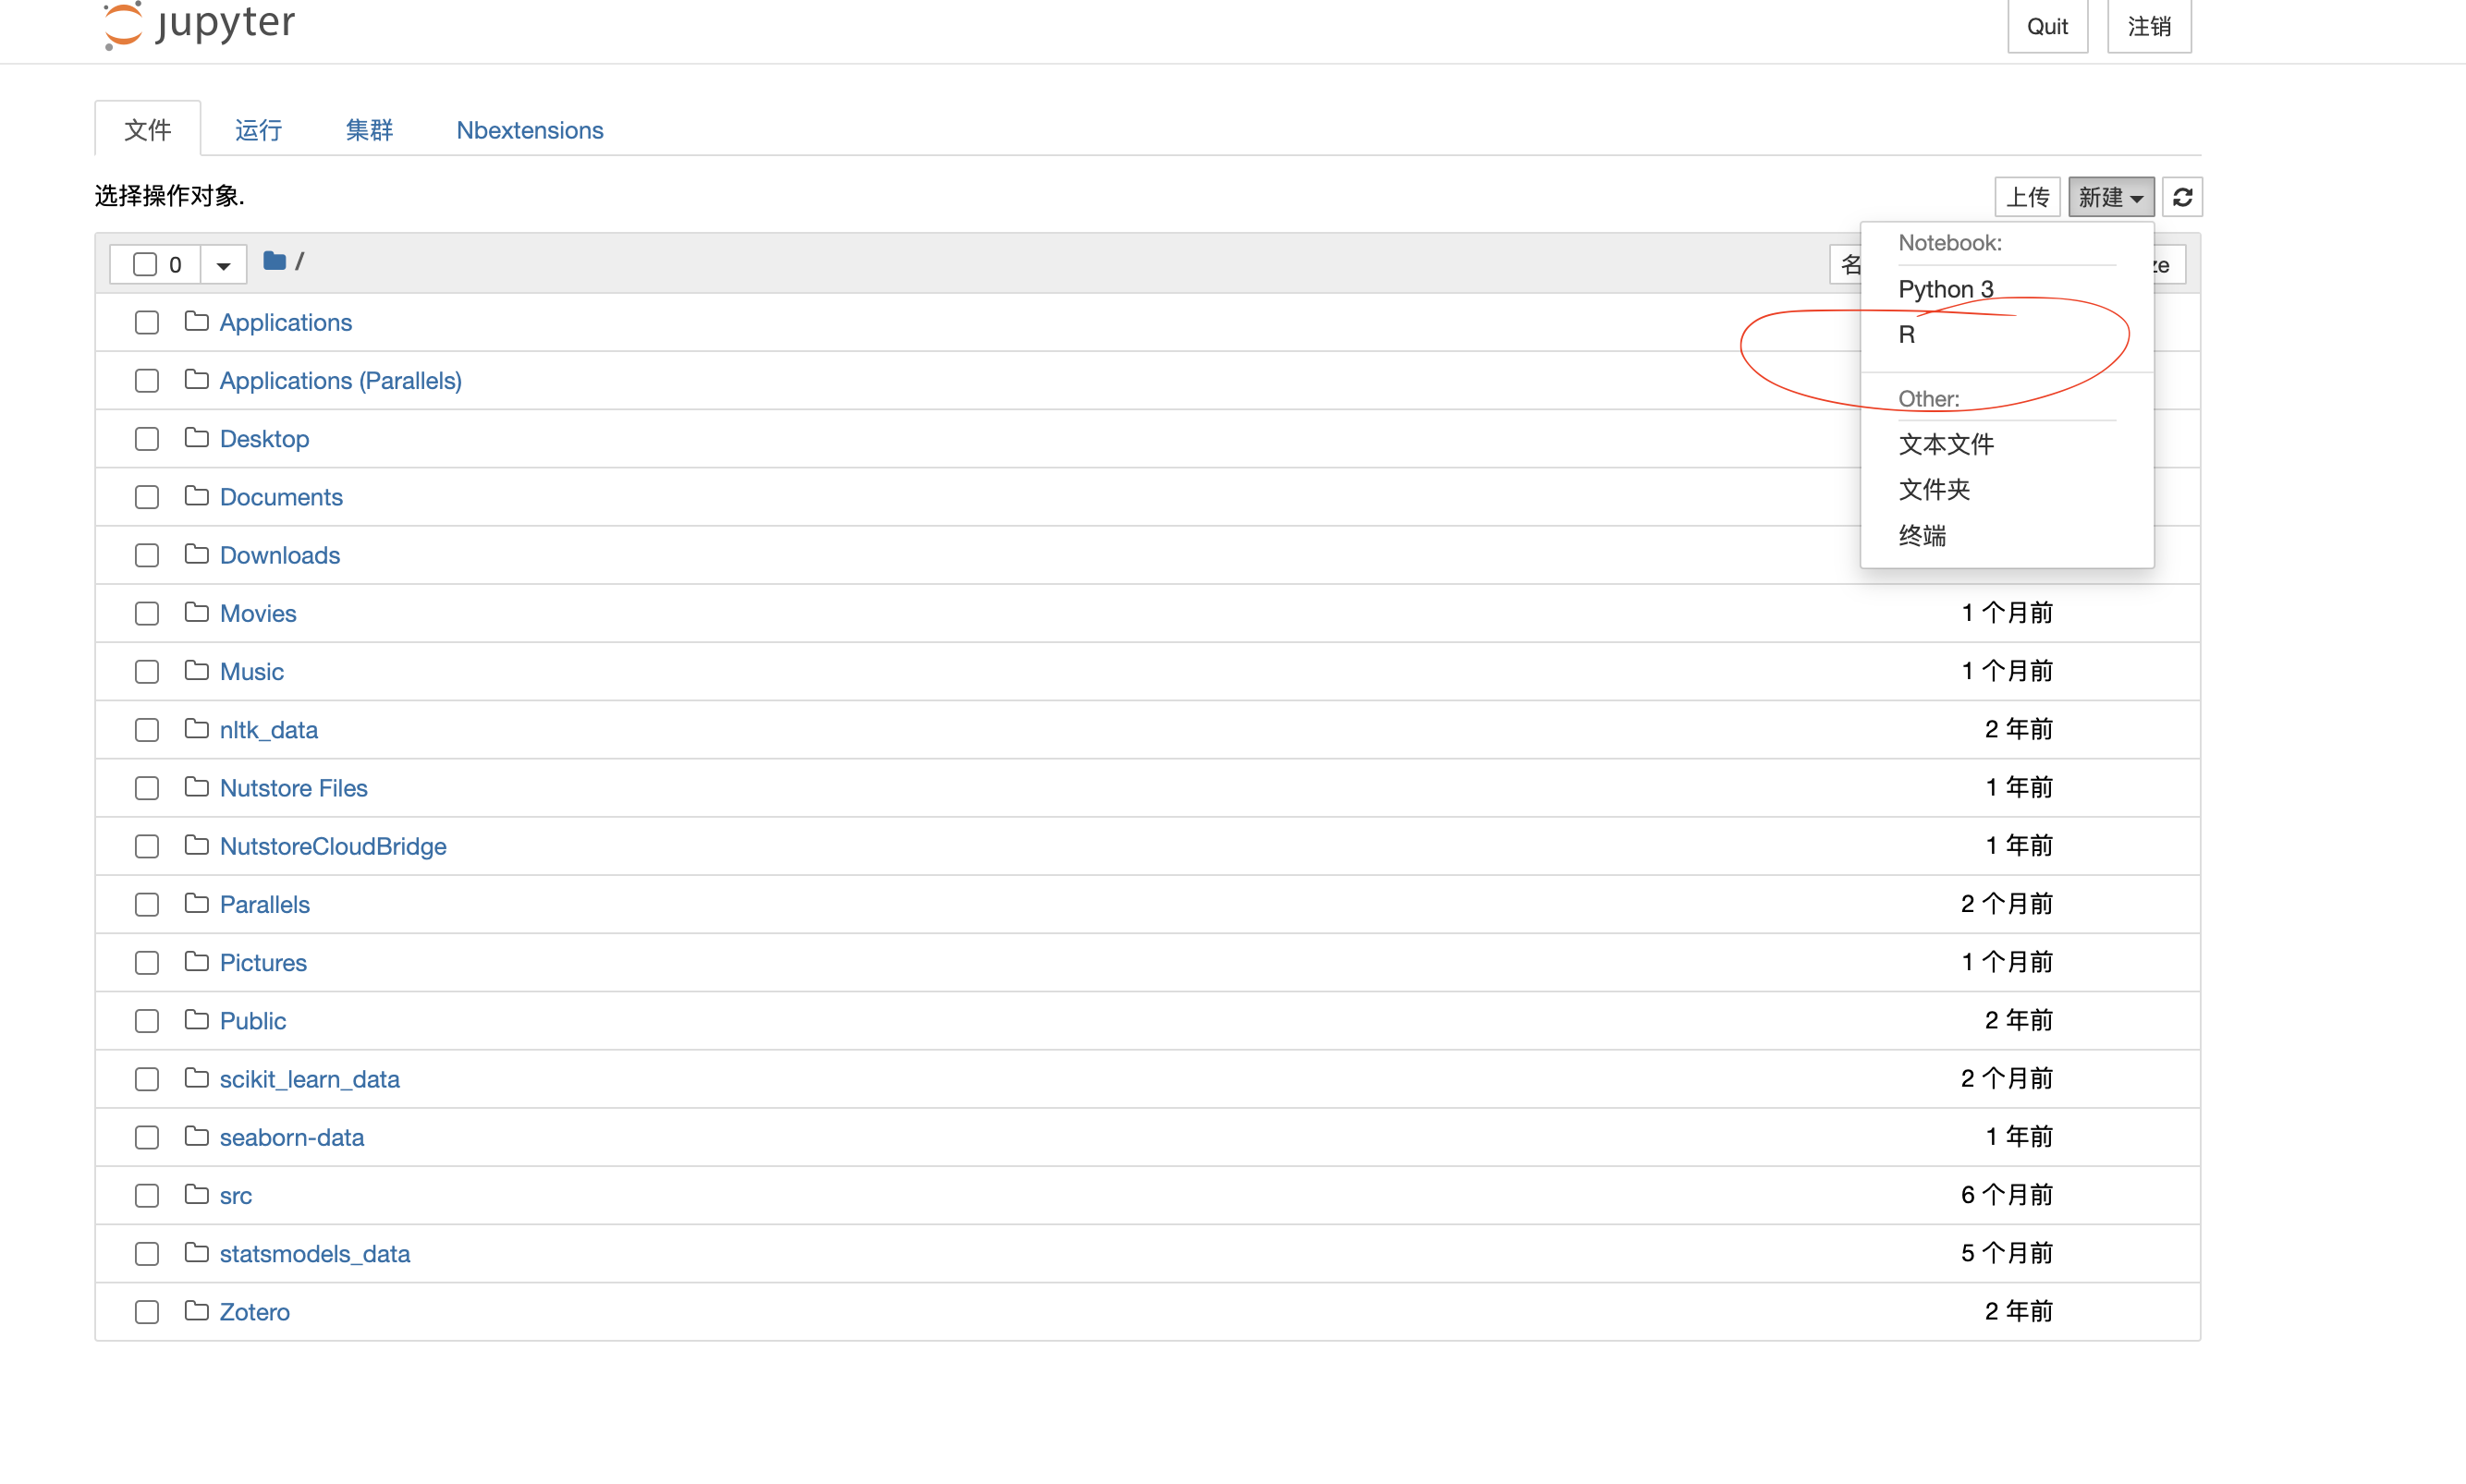 jupyter
Quit
注销
文件
运行
集群
Nbextensions
选择操作对象.
上传
新建
0
/
名
ze
Notebook:
Python 3
R
Other:
文本文件
文件夹
终端
Applications
Applications (Parallels)
Desktop
Documents
Downloads
Movies 1 个月前
Music 1 个月前
nltk_data 2 年前
Nutstore Files 1 年前
NutstoreCloudBridge 1 年前
Parallels 2 个月前
Pictures 1 个月前
Public 2 年前
scikit_learn_data 2 个月前
seaborn-data 1 年前
src 6 个月前
statsmodels_data 5 个月前
Zotero 2 年前